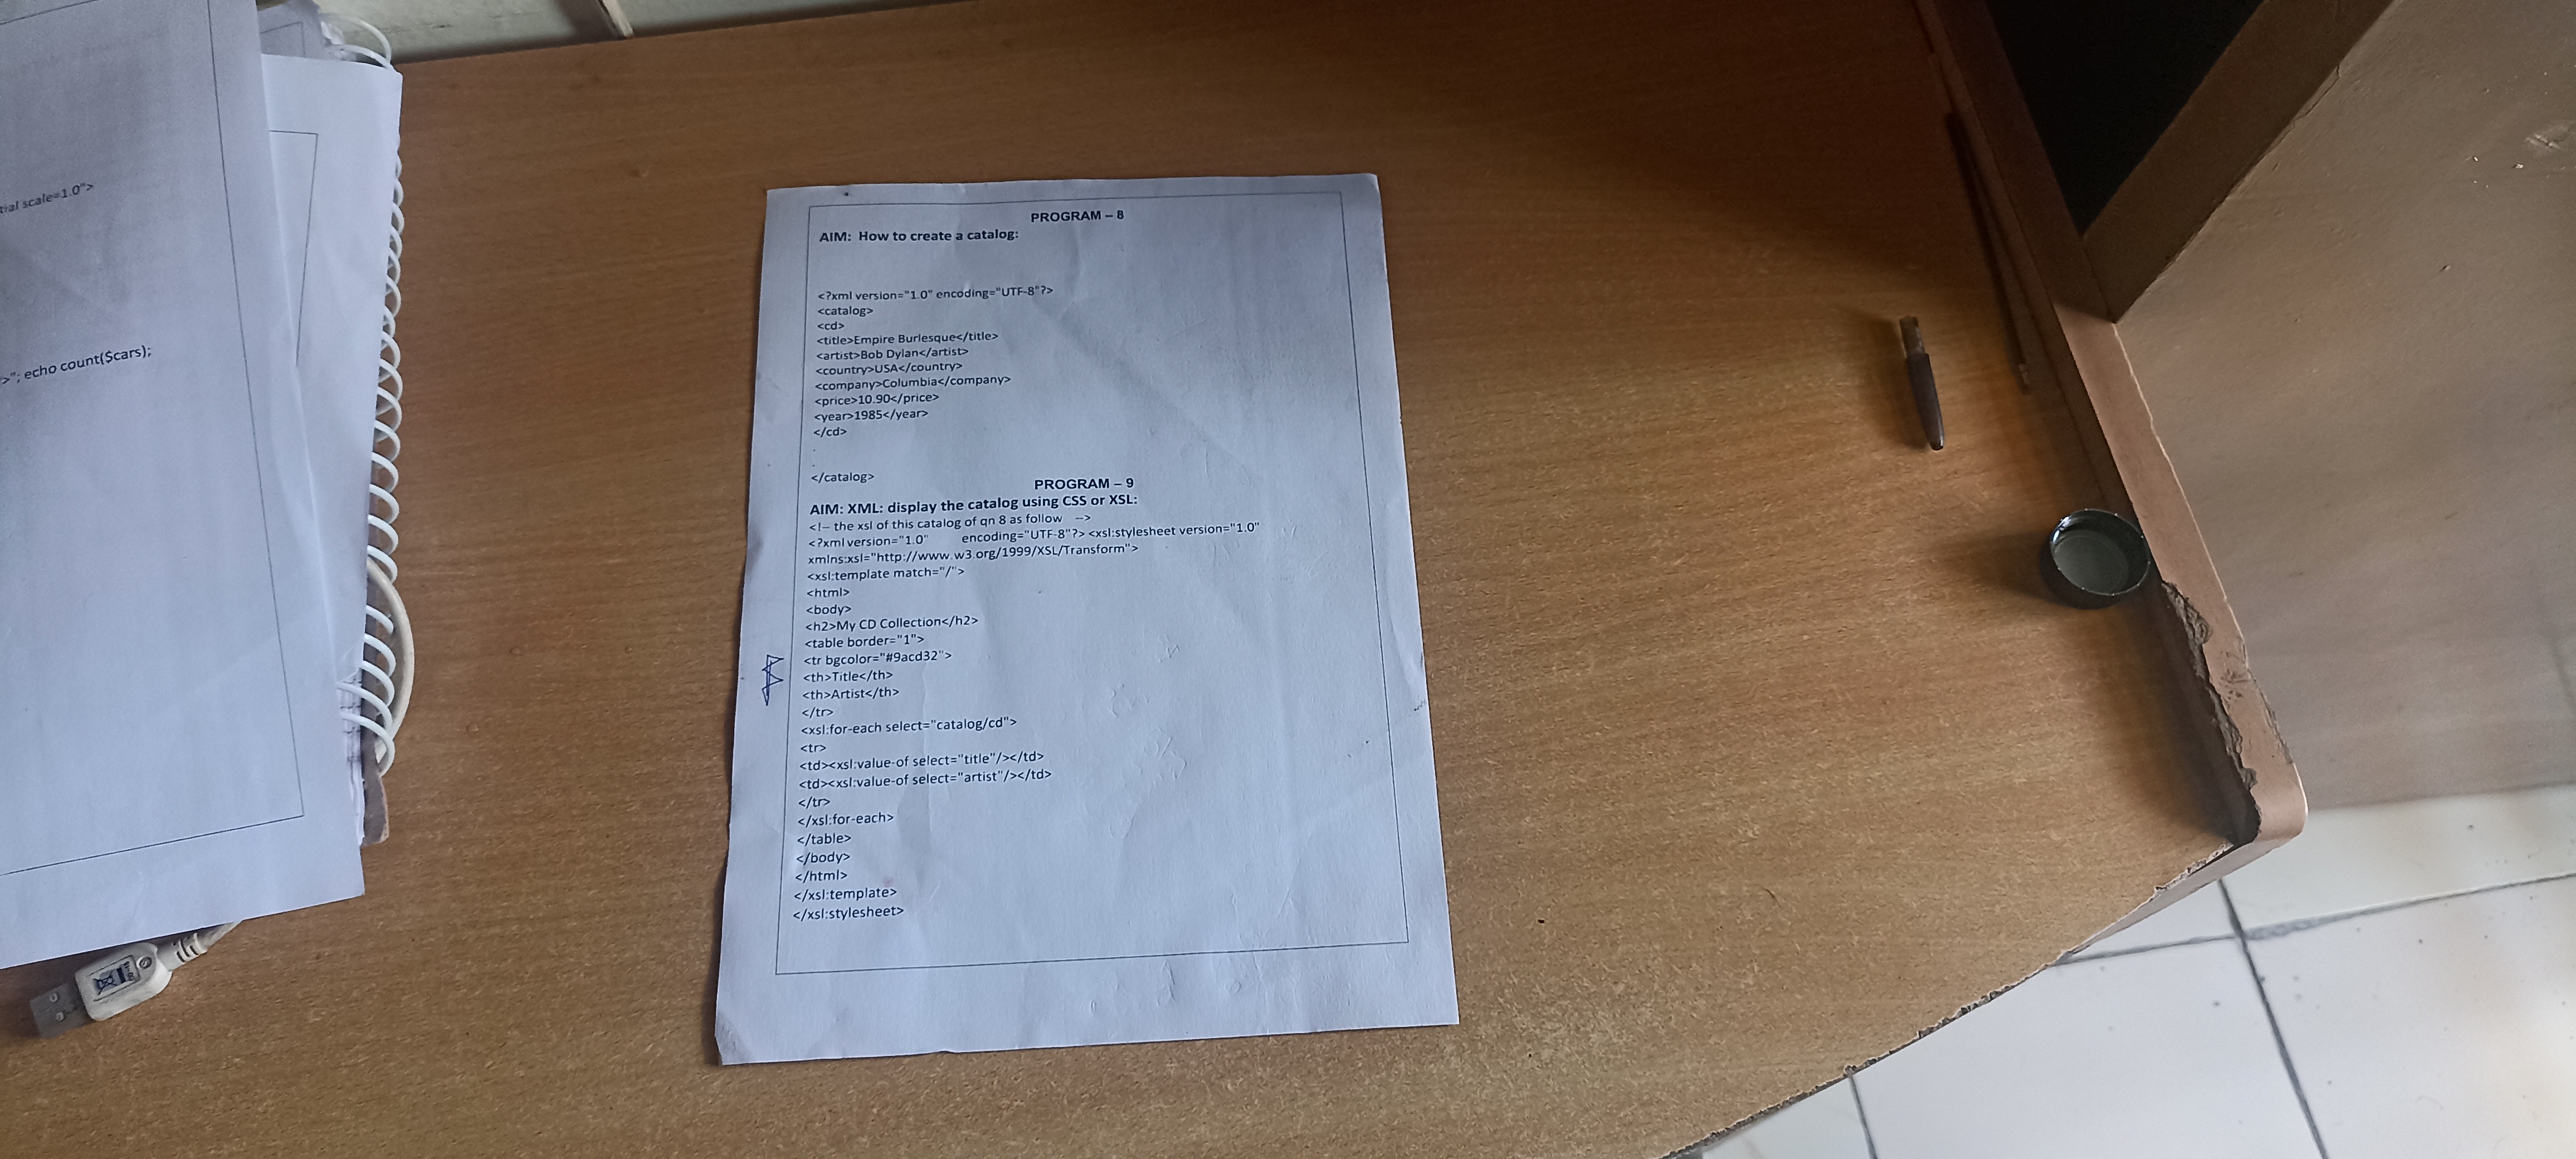 tial scale=1.0">
>"; echo count($cars);
PROGRAM – 8
AIM: How to create a catalog:
<?xml version="1.0" encoding="UTF-8"?>
<catalog>
<cd>
<title>Empire Burlesque</title>
<artist>Bob Dylan</artist>
<country>USA</country>
<company>Columbia</company>
<price>10.90</price>
<year>1985</year>
</cd>
.
.
</catalog>
PROGRAM – 9
AIM: XML: display the catalog using CSS or XSL:
<!– the xsl of this catalog of qn 8 as follow -->
<?xml version="1.0" encoding="UTF-8"?> <xsl:stylesheet version="1.0"
xmlns:xsl="http://www.w3.org/1999/XSL/Transform">
<xsl:template match="/">
<html>
<body>
<h2>My CD Collection</h2>
<table border="1">
<tr bgcolor="#9acd32">
<th>Title</th>
<th>Artist</th>
</tr>
<xsl:for-each select="catalog/cd">
<tr>
<td><xsl:value-of select="title"/></td>
<td><xsl:value-of select="artist"/></td>
</tr>
</xsl:for-each>
</table>
</body>
</html>
</xsl:template>
</xsl:stylesheet>